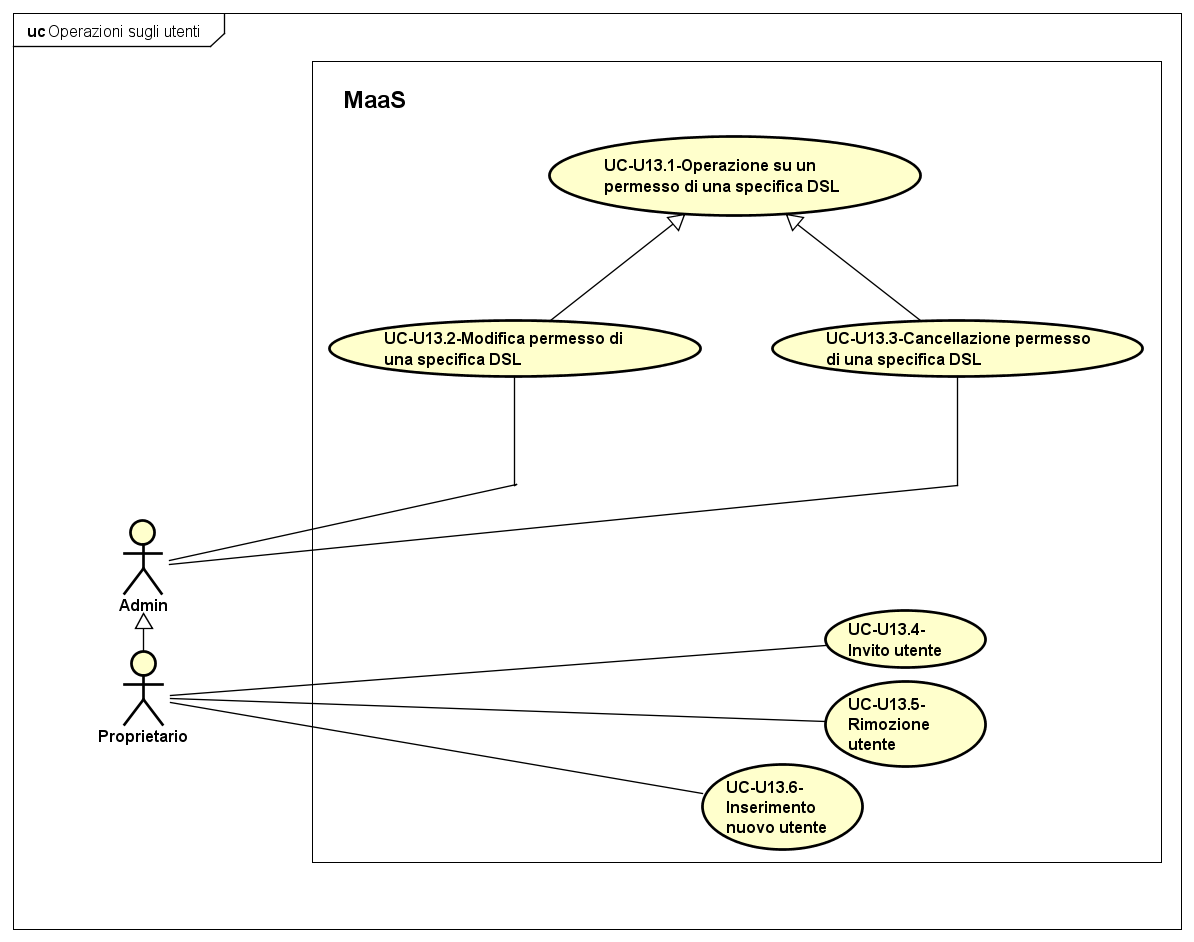 uc Operazioni sugli utenti
MaaS
UC-U13.1-Operazione su un
permesso di una specifica DSL
UC-U13.2-Modifica permesso di
una specifica DSL
UC-U13.3-Cancellazione permesso
di una specifica DSL
Admin
UC-U13.4-
Invito utente
Proprietario
UC-U13.5-
Rimozione
utente
UC-U13.6-
Inserimento
nuovo utente